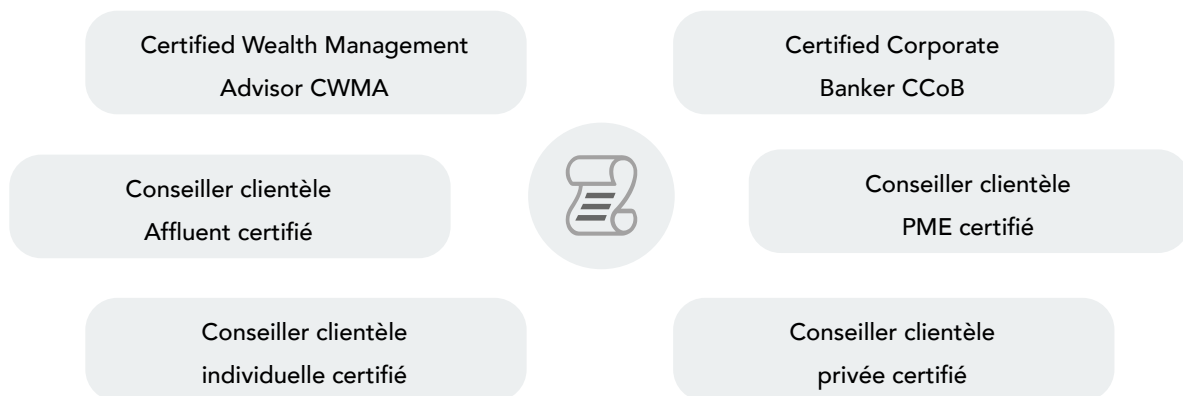 Certified Wealth Management
Advisor CWMA
Certified Corporate
Banker CCoB
Conseiller clientèle
Affluent certifié
Conseiller clientèle
PME certifié
Conseiller clientèle
individuelle certifié
Conseiller clientèle
privée certifié